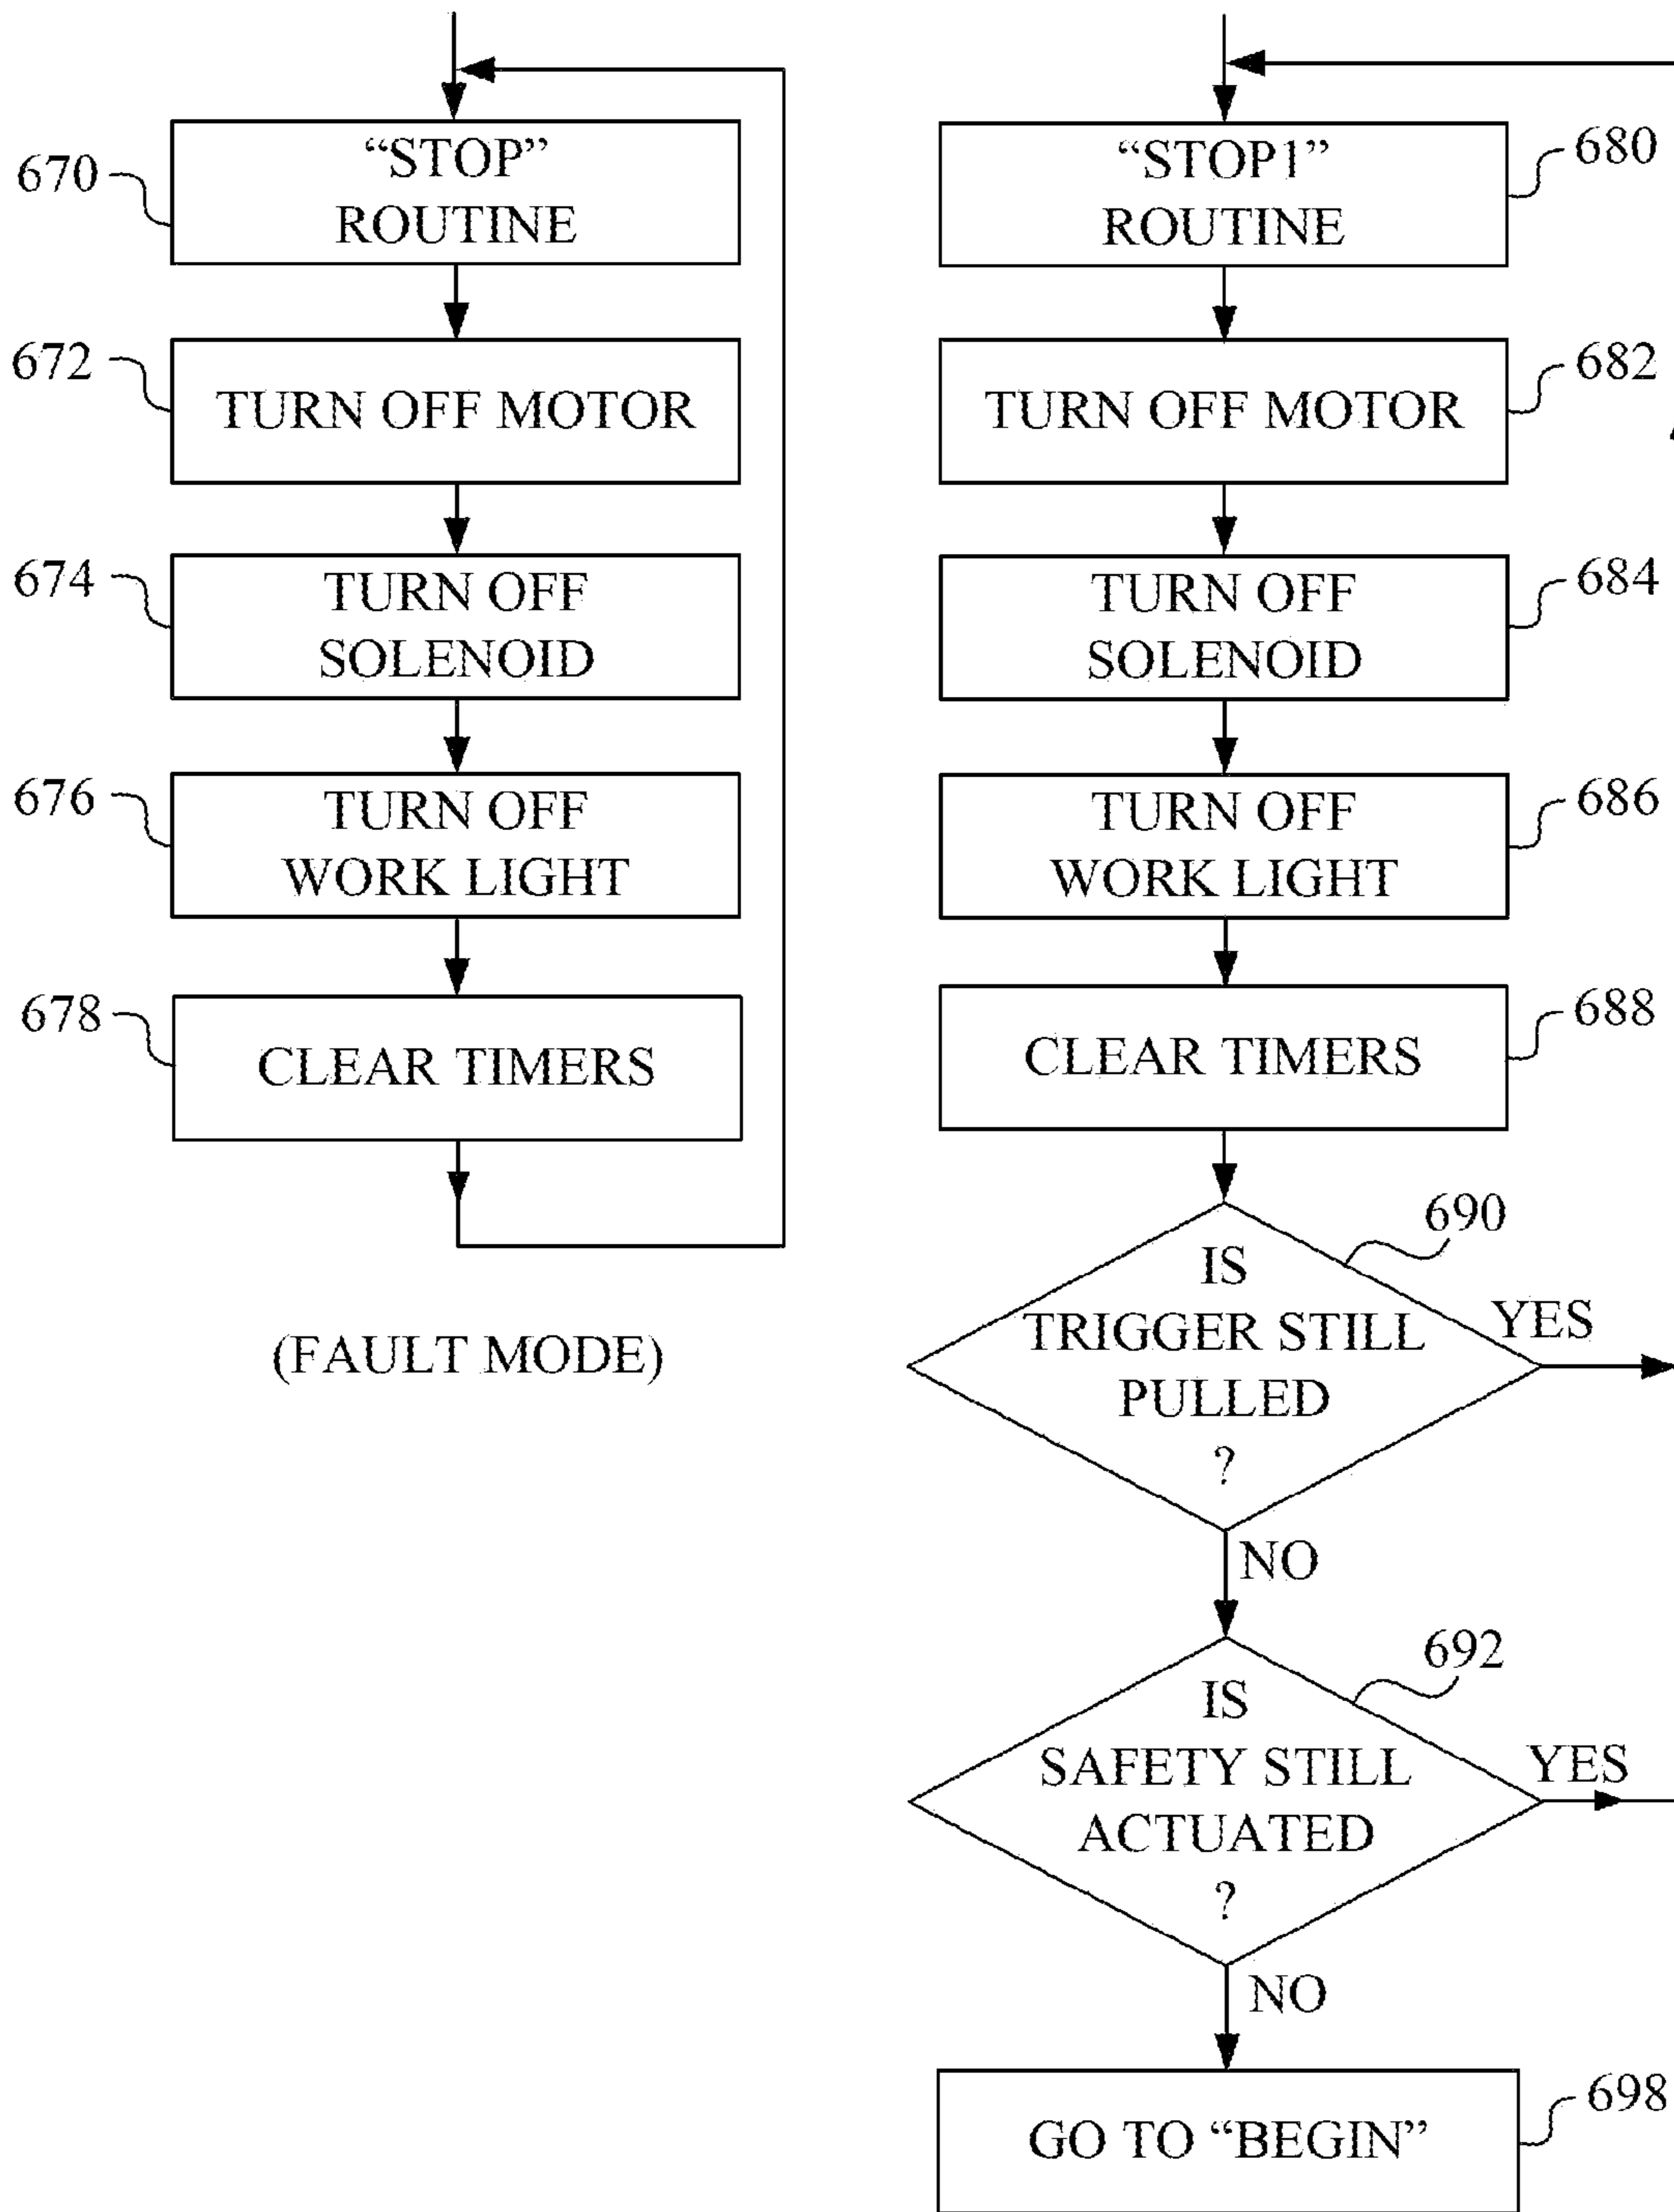 670
"STOP"
ROUTINE
672
TURN OFF MOTOR
674
TURN OFF
SOLENOID
676
TURN OFF
WORK LIGHT
678
CLEAR TIMERS
(FAULT MODE)
680
"STOP1"
ROUTINE
682
TURN OFF MOTOR
684
TURN OFF
SOLENOID
686
TURN OFF
WORK LIGHT
688
CLEAR TIMERS
690
IS
TRIGGER STILL
PULLED
?
YES
NO
692
IS
SAFETY STILL
ACTUATED
?
YES
NO
698
GO TO "BEGIN"